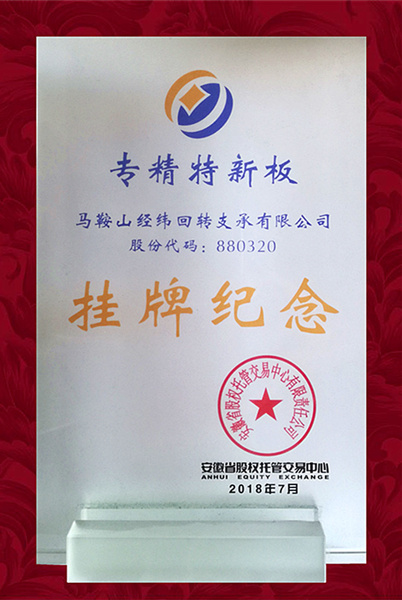 专精特新板
马鞍山经纬回转支承有限公司
股份代码：880320
挂牌纪念
安徽省股权托管交易中心有限责任公司
安徽省股权托管交易中心
ANHUI EQUITY EXCHANGE
2018年7月